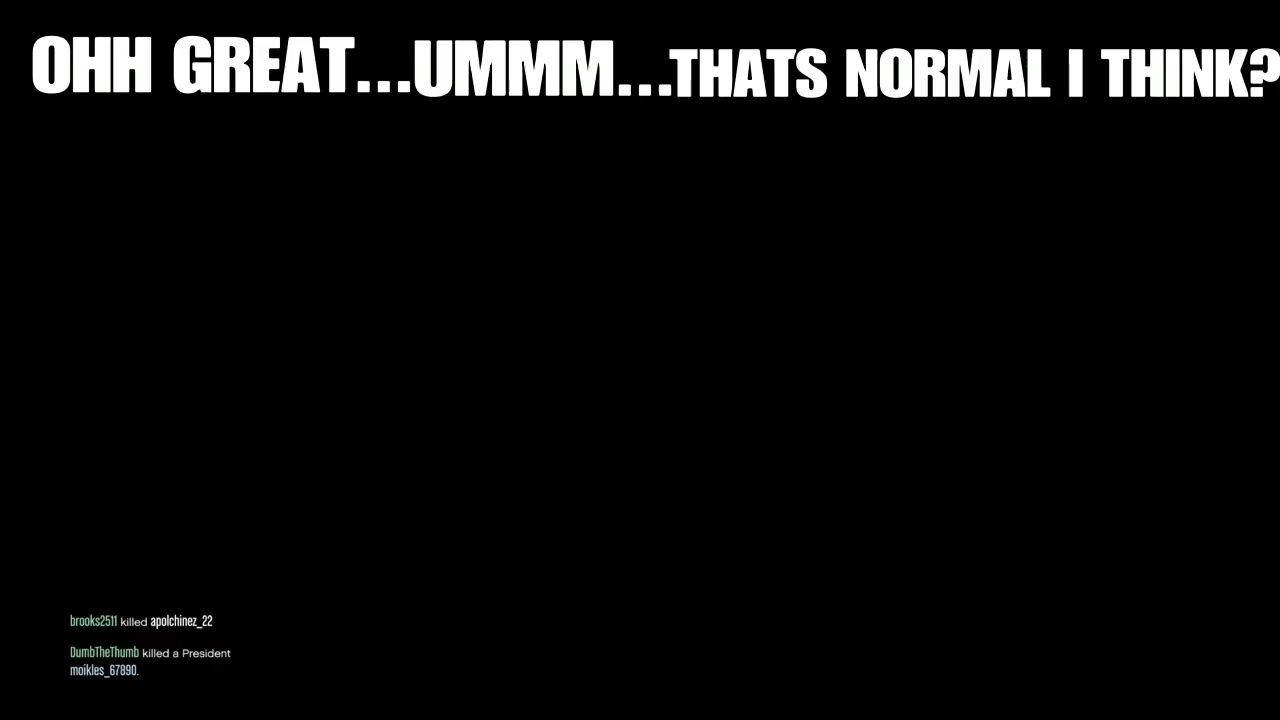 OHH GREAT...UMMM...THATS NORMAL I THINK?
brooks2511 killed apolchinez_22
DumbTheThumb killed a President
moikles_67890.